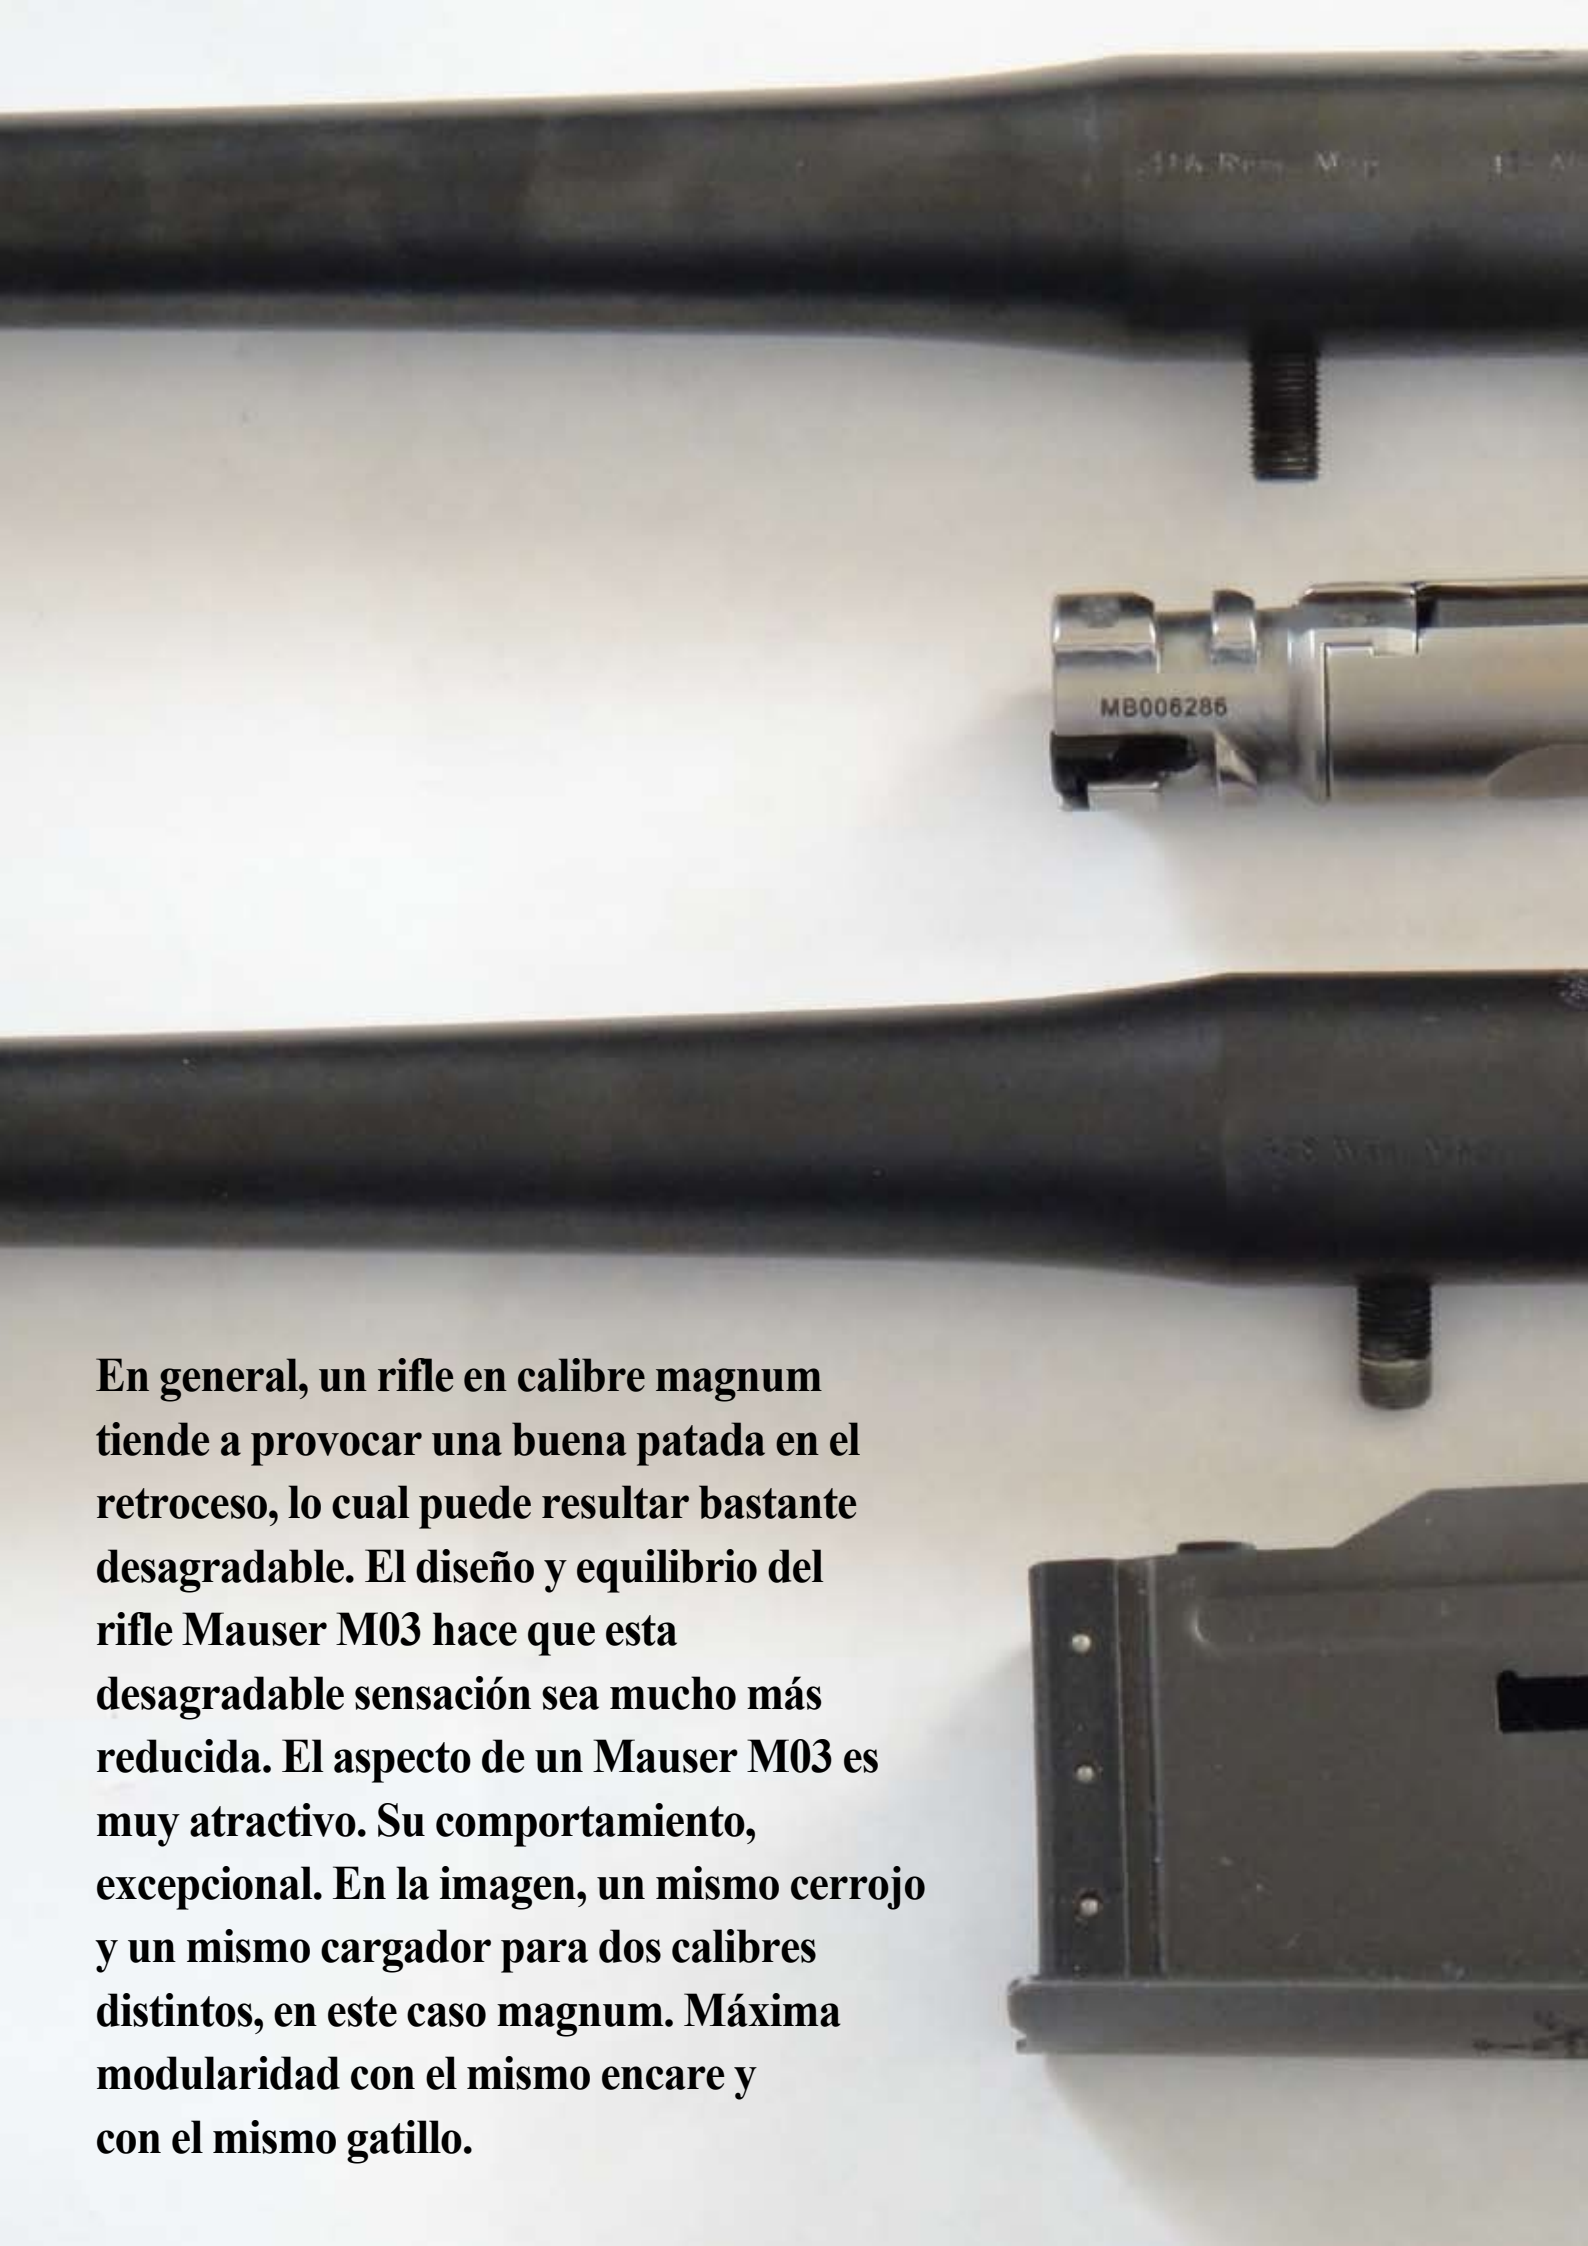 .416 Rem. Mag
MB006286
En general, un rifle en calibre magnum
tiende a provocar una buena patada en el
retroceso, lo cual puede resultar bastante
desagradable. El diseño y equilibrio del
rifle Mauser M03 hace que esta
desagradable sensación sea mucho más
reducida. El aspecto de un Mauser M03 es
muy atractivo. Su comportamiento,
excepcional. En la imagen, un mismo cerrojo
y un mismo cargador para dos calibres
distintos, en este caso magnum. Máxima
modularidad con el mismo encare y
con el mismo gatillo.